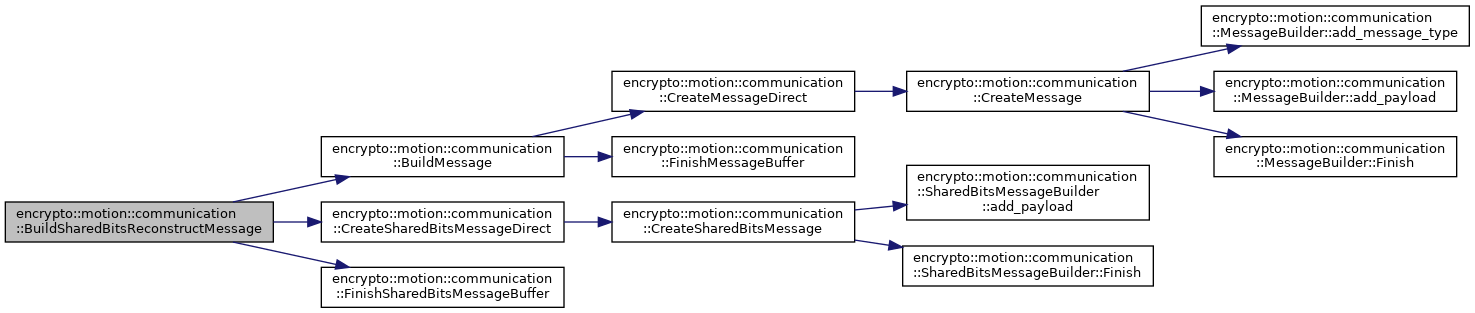 encrypto::motion::communication
::MessageBuilder::add_message_type
encrypto::motion::communication
::CreateMessageDirect
encrypto::motion::communication
::CreateMessage
encrypto::motion::communication
::MessageBuilder::add_payload
encrypto::motion::communication
::BuildMessage
encrypto::motion::communication
::FinishMessageBuffer
encrypto::motion::communication
::MessageBuilder::Finish
encrypto::motion::communication
::SharedBitsMessageBuilder
::add_payload
encrypto::motion::communication
::BuildSharedBitsReconstructMessage
encrypto::motion::communication
::CreateSharedBitsMessageDirect
encrypto::motion::communication
::CreateSharedBitsMessage
encrypto::motion::communication
::SharedBitsMessageBuilder::Finish
encrypto::motion::communication
::FinishSharedBitsMessageBuffer